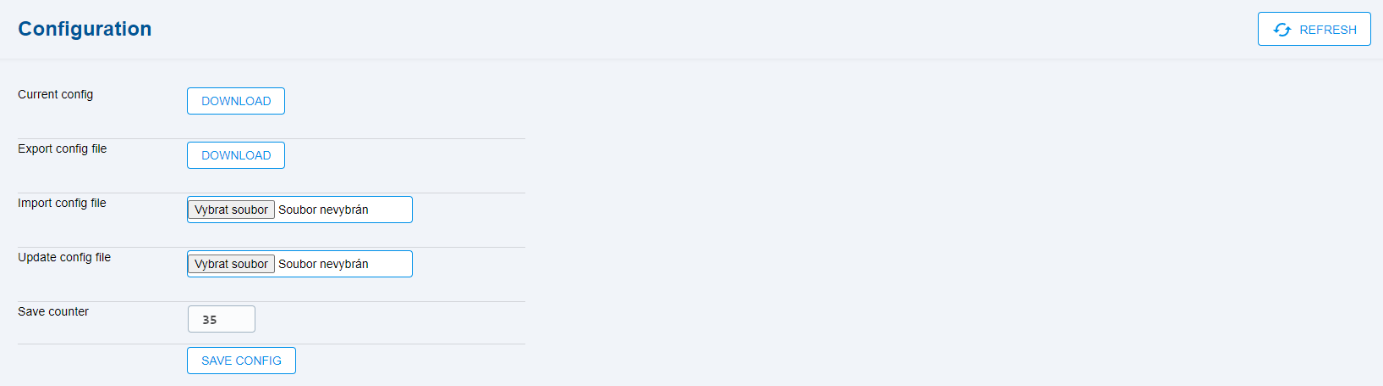 Configuration
REFRESH
Current config
DOWNLOAD
Export config file
DOWNLOAD
Import config file
Vybrat soubor Soubor nevybrán
Update config file
Vybrat soubor Soubor nevybrán
Save counter
35
SAVE CONFIG